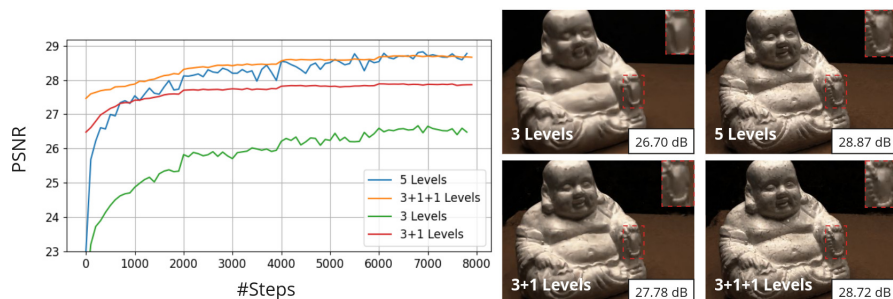 29
28
27
26
25
24
23
PSNR
0 1000 2000 3000 4000 5000 6000 7000 8000
#Steps
5 Levels
3+1+1 Levels
3 Levels
3+1 Levels
3 Levels
26.70 dB
5 Levels
28.87 dB
3+1 Levels
27.78 dB
3+1+1 Levels
28.72 dB